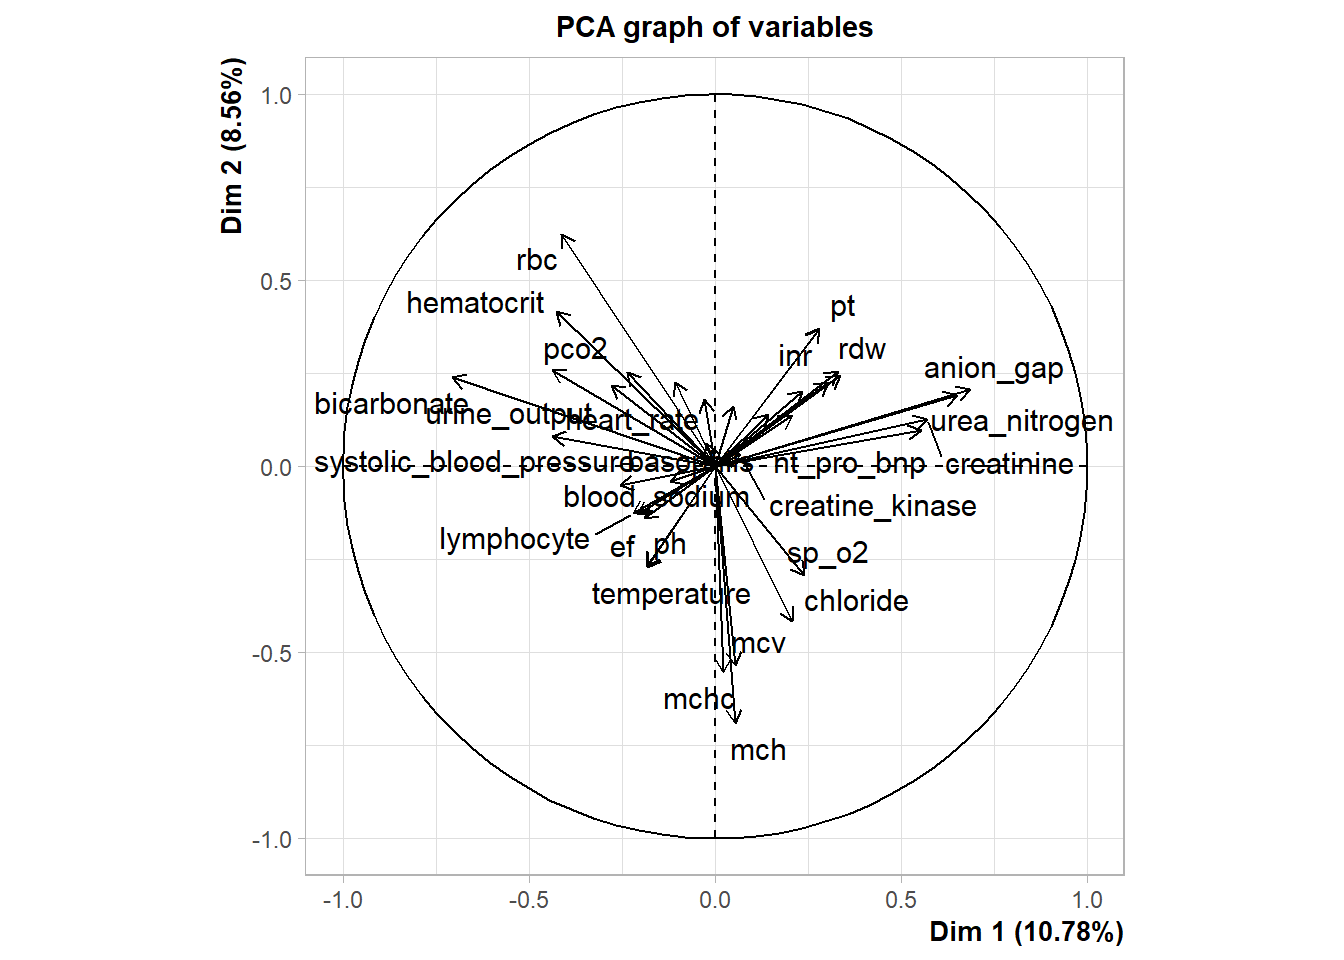 PCA graph of variables
Dim 2 (8.56%)
1.0
0.5
0.0
-0.5
-1.0
rbc
hematocrit
pt
pco2
inr
rdw
anion_gap
bicarbonate
urine_output
heart_rate
urea_nitrogen
systolic_blood_pressure
nt_pro_bnp
creatinine
blood_sodium
creatine_kinase
lymphocyte
ef
ph
sp_o2
temperature
chloride
mcv
mchc
mch
-1.0
-0.5
0.0
0.5
1.0
Dim 1 (10.78%)